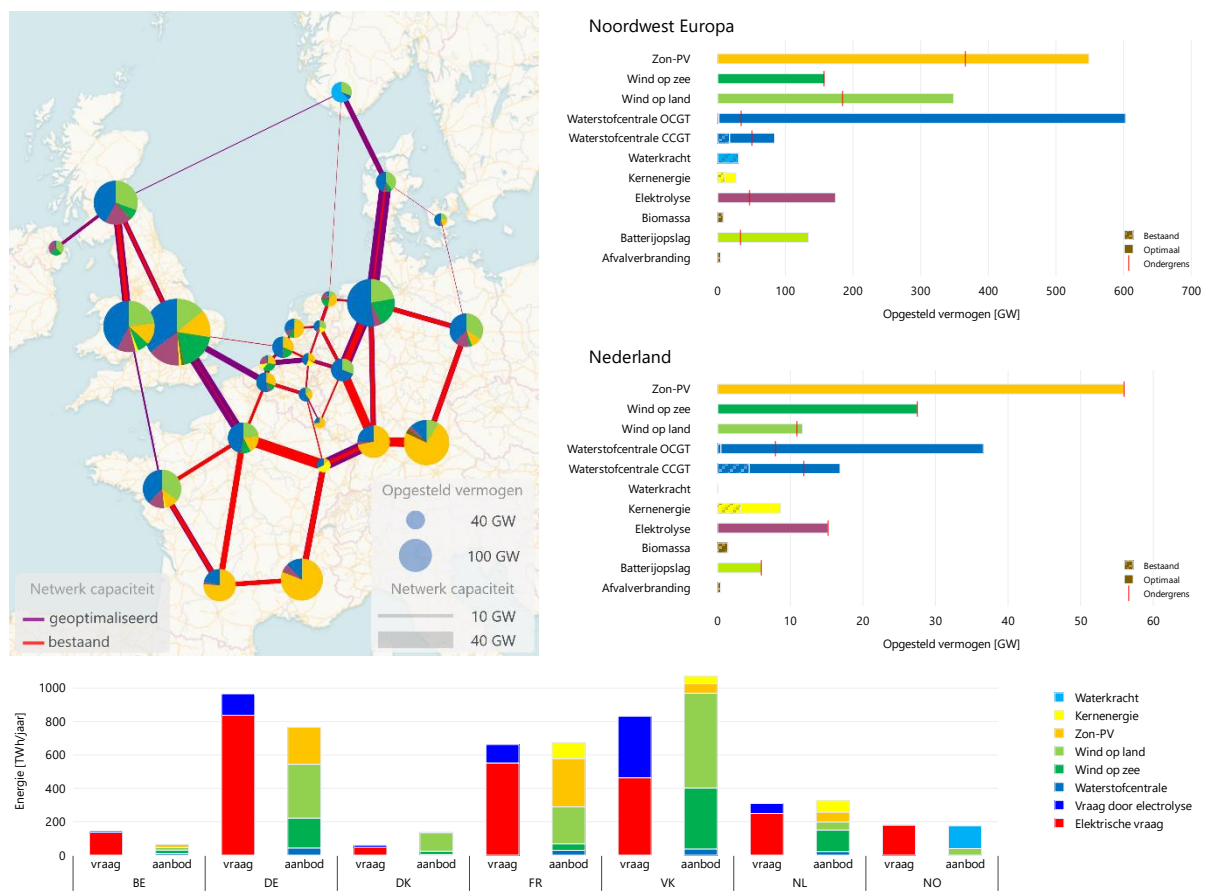 Opgesteld vermogen
40 GW
100 GW
Netwerk capaciteit
geoptimaliseerd
bestaand
Netwerk capaciteit
10 GW
40 GW
Noordwest Europa
Zon-PV
Wind op zee
Wind op land
Waterstofcentrale OCGT
Waterstofcentrale CCGT
Waterkracht
Kernenergie
Elektrolyse
Biomassa
Batterijopslag
Afvalverbranding
Bestaand
Optimaal
Ondergrens
0 100 200 300 400 500 600 700
Opgesteld vermogen [GW]
Nederland
Zon-PV
Wind op zee
Wind op land
Waterstofcentrale OCGT
Waterstofcentrale CCGT
Waterkracht
Kernenergie
Elektrolyse
Biomassa
Batterijopslag
Afvalverbranding
Bestaand
Optimaal
Ondergrens
0 10 20 30 40 50 60
Opgesteld vermogen [GW]
Energie [TWh/jaar]
1000
800
600
400
200
0
vraag aanbod vraag aanbod vraag aanbod vraag aanbod vraag aanbod vraag aanbod vraag aanbod
BE DE DK FR VK NL NO
Waterkracht
Kernenergie
Zon-PV
Wind op land
Wind op zee
Waterstofcentrale
Vraag door electrolyse
Elektrische vraag